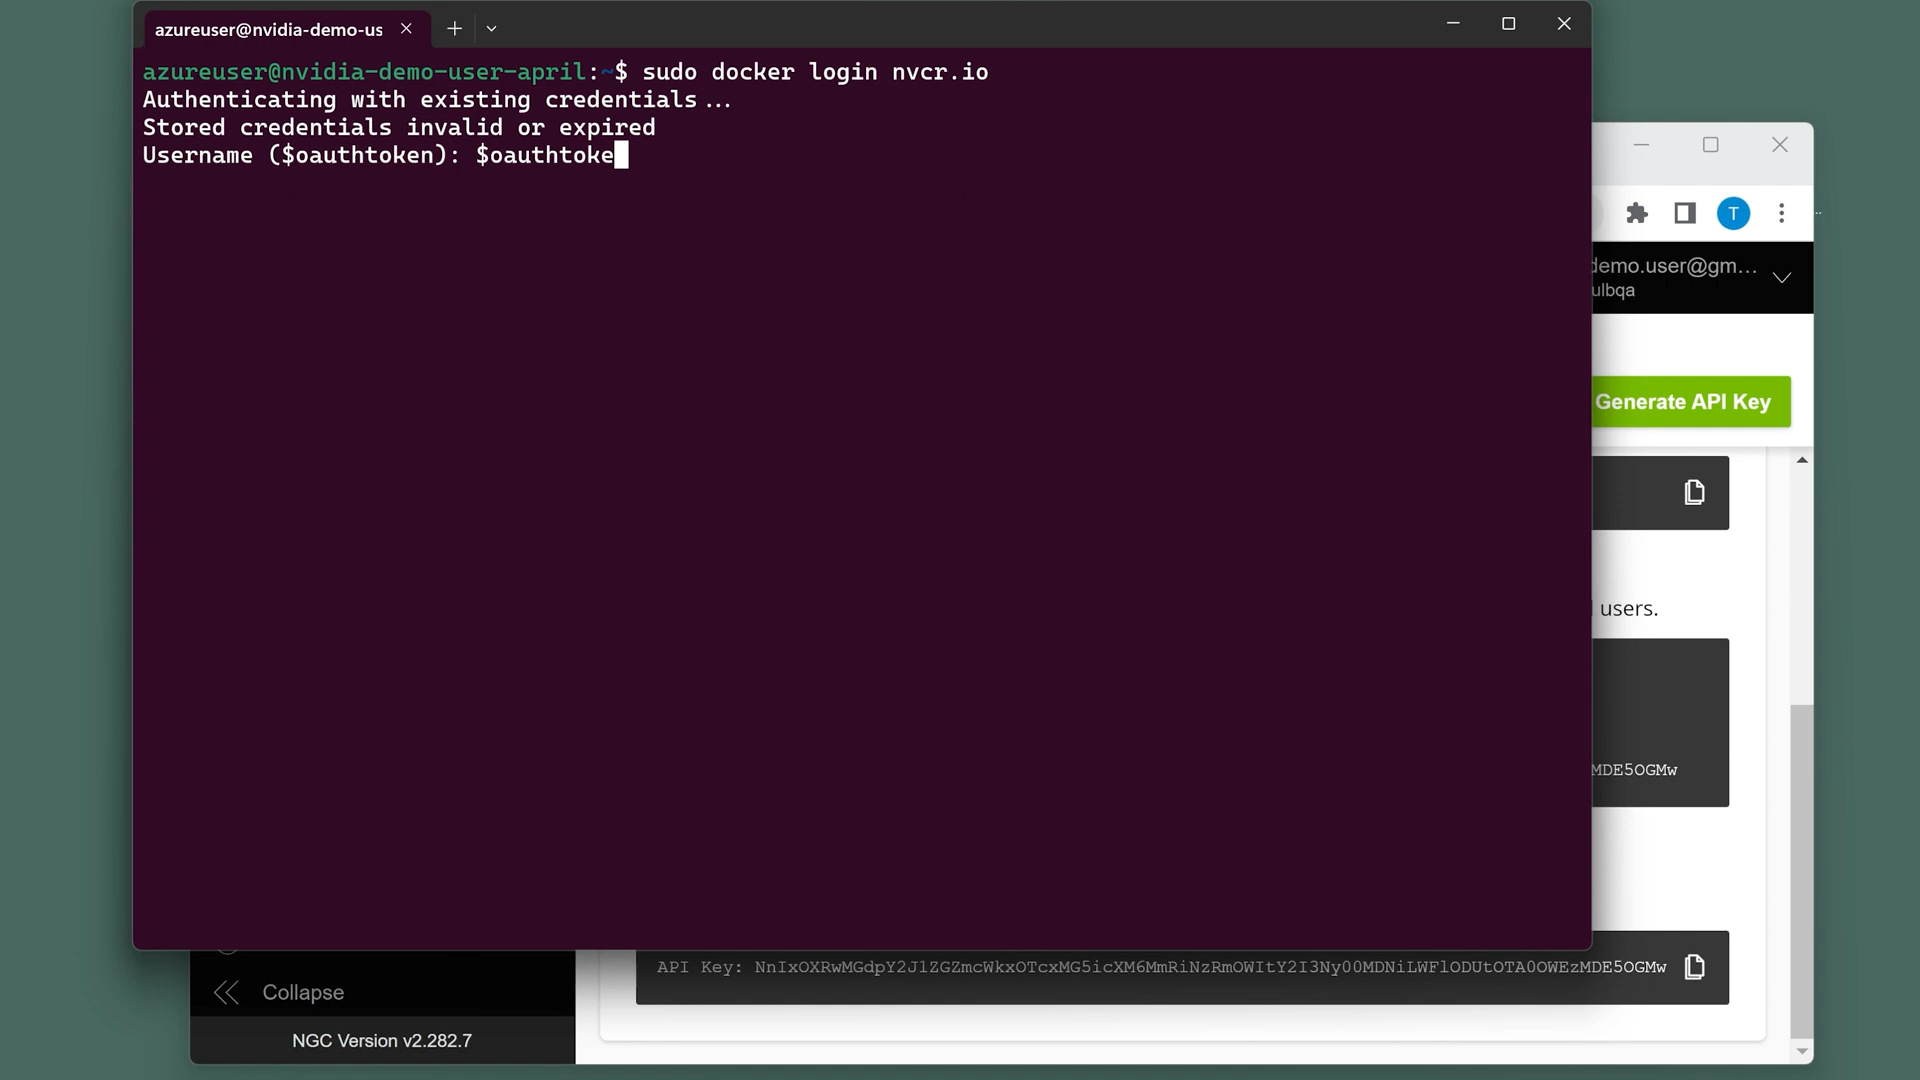 azureuser@nvidia-demo-us
azureuser@nvidia-demo-user-april:~$ sudo docker login nvcr.io
Authenticating with existing credentials...
Stored credentials invalid or expired
Username ($oauthtoken): $oauthtoke
T
demo.user@gm...
ulbqa
Generate API Key
users.
MDE5OGMw
API Key: NnIxOXRwMGdpY2J1ZGZmcWkxOTcxMG5icXM6MmRiNzRmOWItY2I3Ny00MDNiLWFlODUtOTA0OWEzMDE5OGMw
Collapse
NGC Version v2.282.7